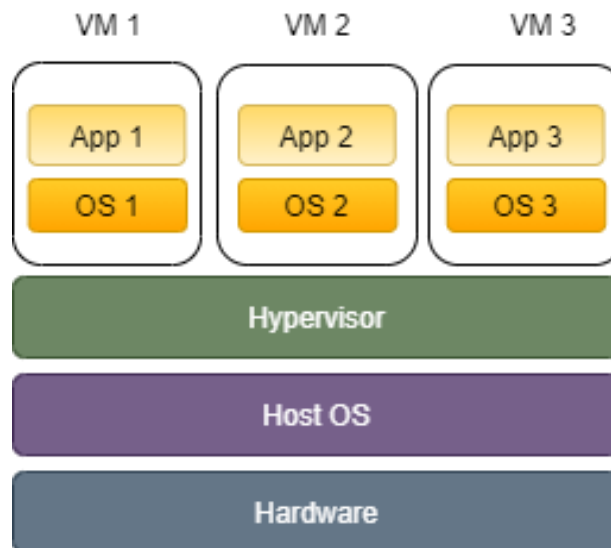 VM 1 VM 2 VM 3
App 1 App 2 App 3
OS 1 OS 2 OS 3
Hypervisor
Host OS
Hardware